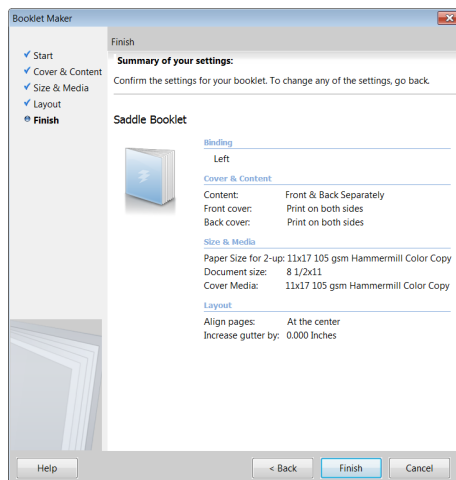 Booklet Maker
Start
Cover & Content
Size & Media
Layout
Finish
Finish
Summary of your settings:
Confirm the settings for your booklet. To change any of the settings, go back.
Saddle Booklet
Binding
Left
Cover & Content
Content: Front & Back Separately
Front cover: Print on both sides
Back cover: Print on both sides
Size & Media
Paper Size for 2-up: 11x17 105 gsm Hammermill Color Copy
Document size: 8 1/2x11
Cover Media: 11x17 105 gsm Hammermill Color Copy
Layout
Align pages: At the center
Increase gutter by: 0.000 Inches
Help
< Back
Finish
Cancel